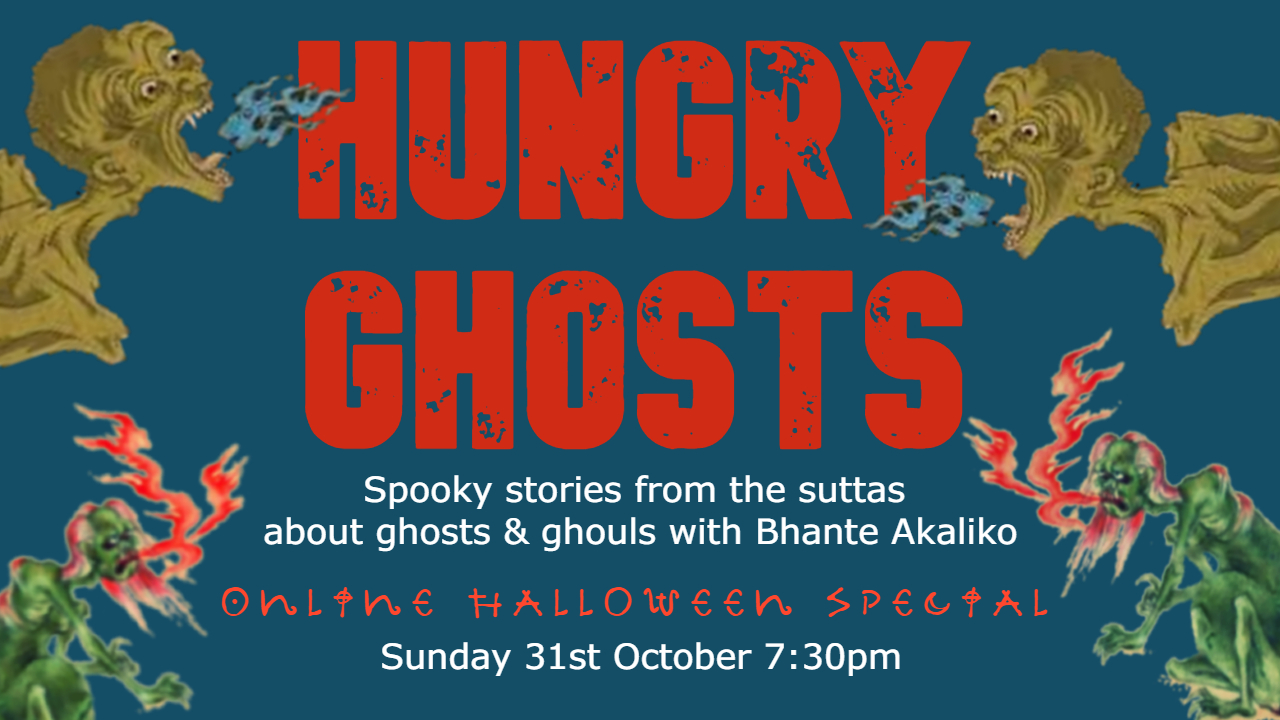 HUNGRY
GHOSTS
Spooky stories from the suttas
about ghosts & ghouls with Bhante Akaliko
ONLINE HALLOWEEN SPECIAL
Sunday 31st October 7:30pm